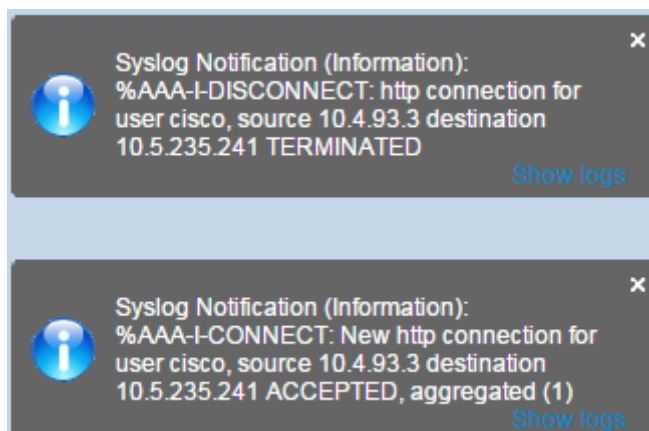 Syslog Notification (Information):
%AAA-I-DISCONNECT: http connection for
user cisco, source 10.4.93.3 destination
10.5.235.241 TERMINATED
Show logs
Syslog Notification (Information):
%AAA-I-CONNECT: New http connection for
user cisco, source 10.4.93.3 destination
10.5.235.241 ACCEPTED, aggregated (1)
Show logs